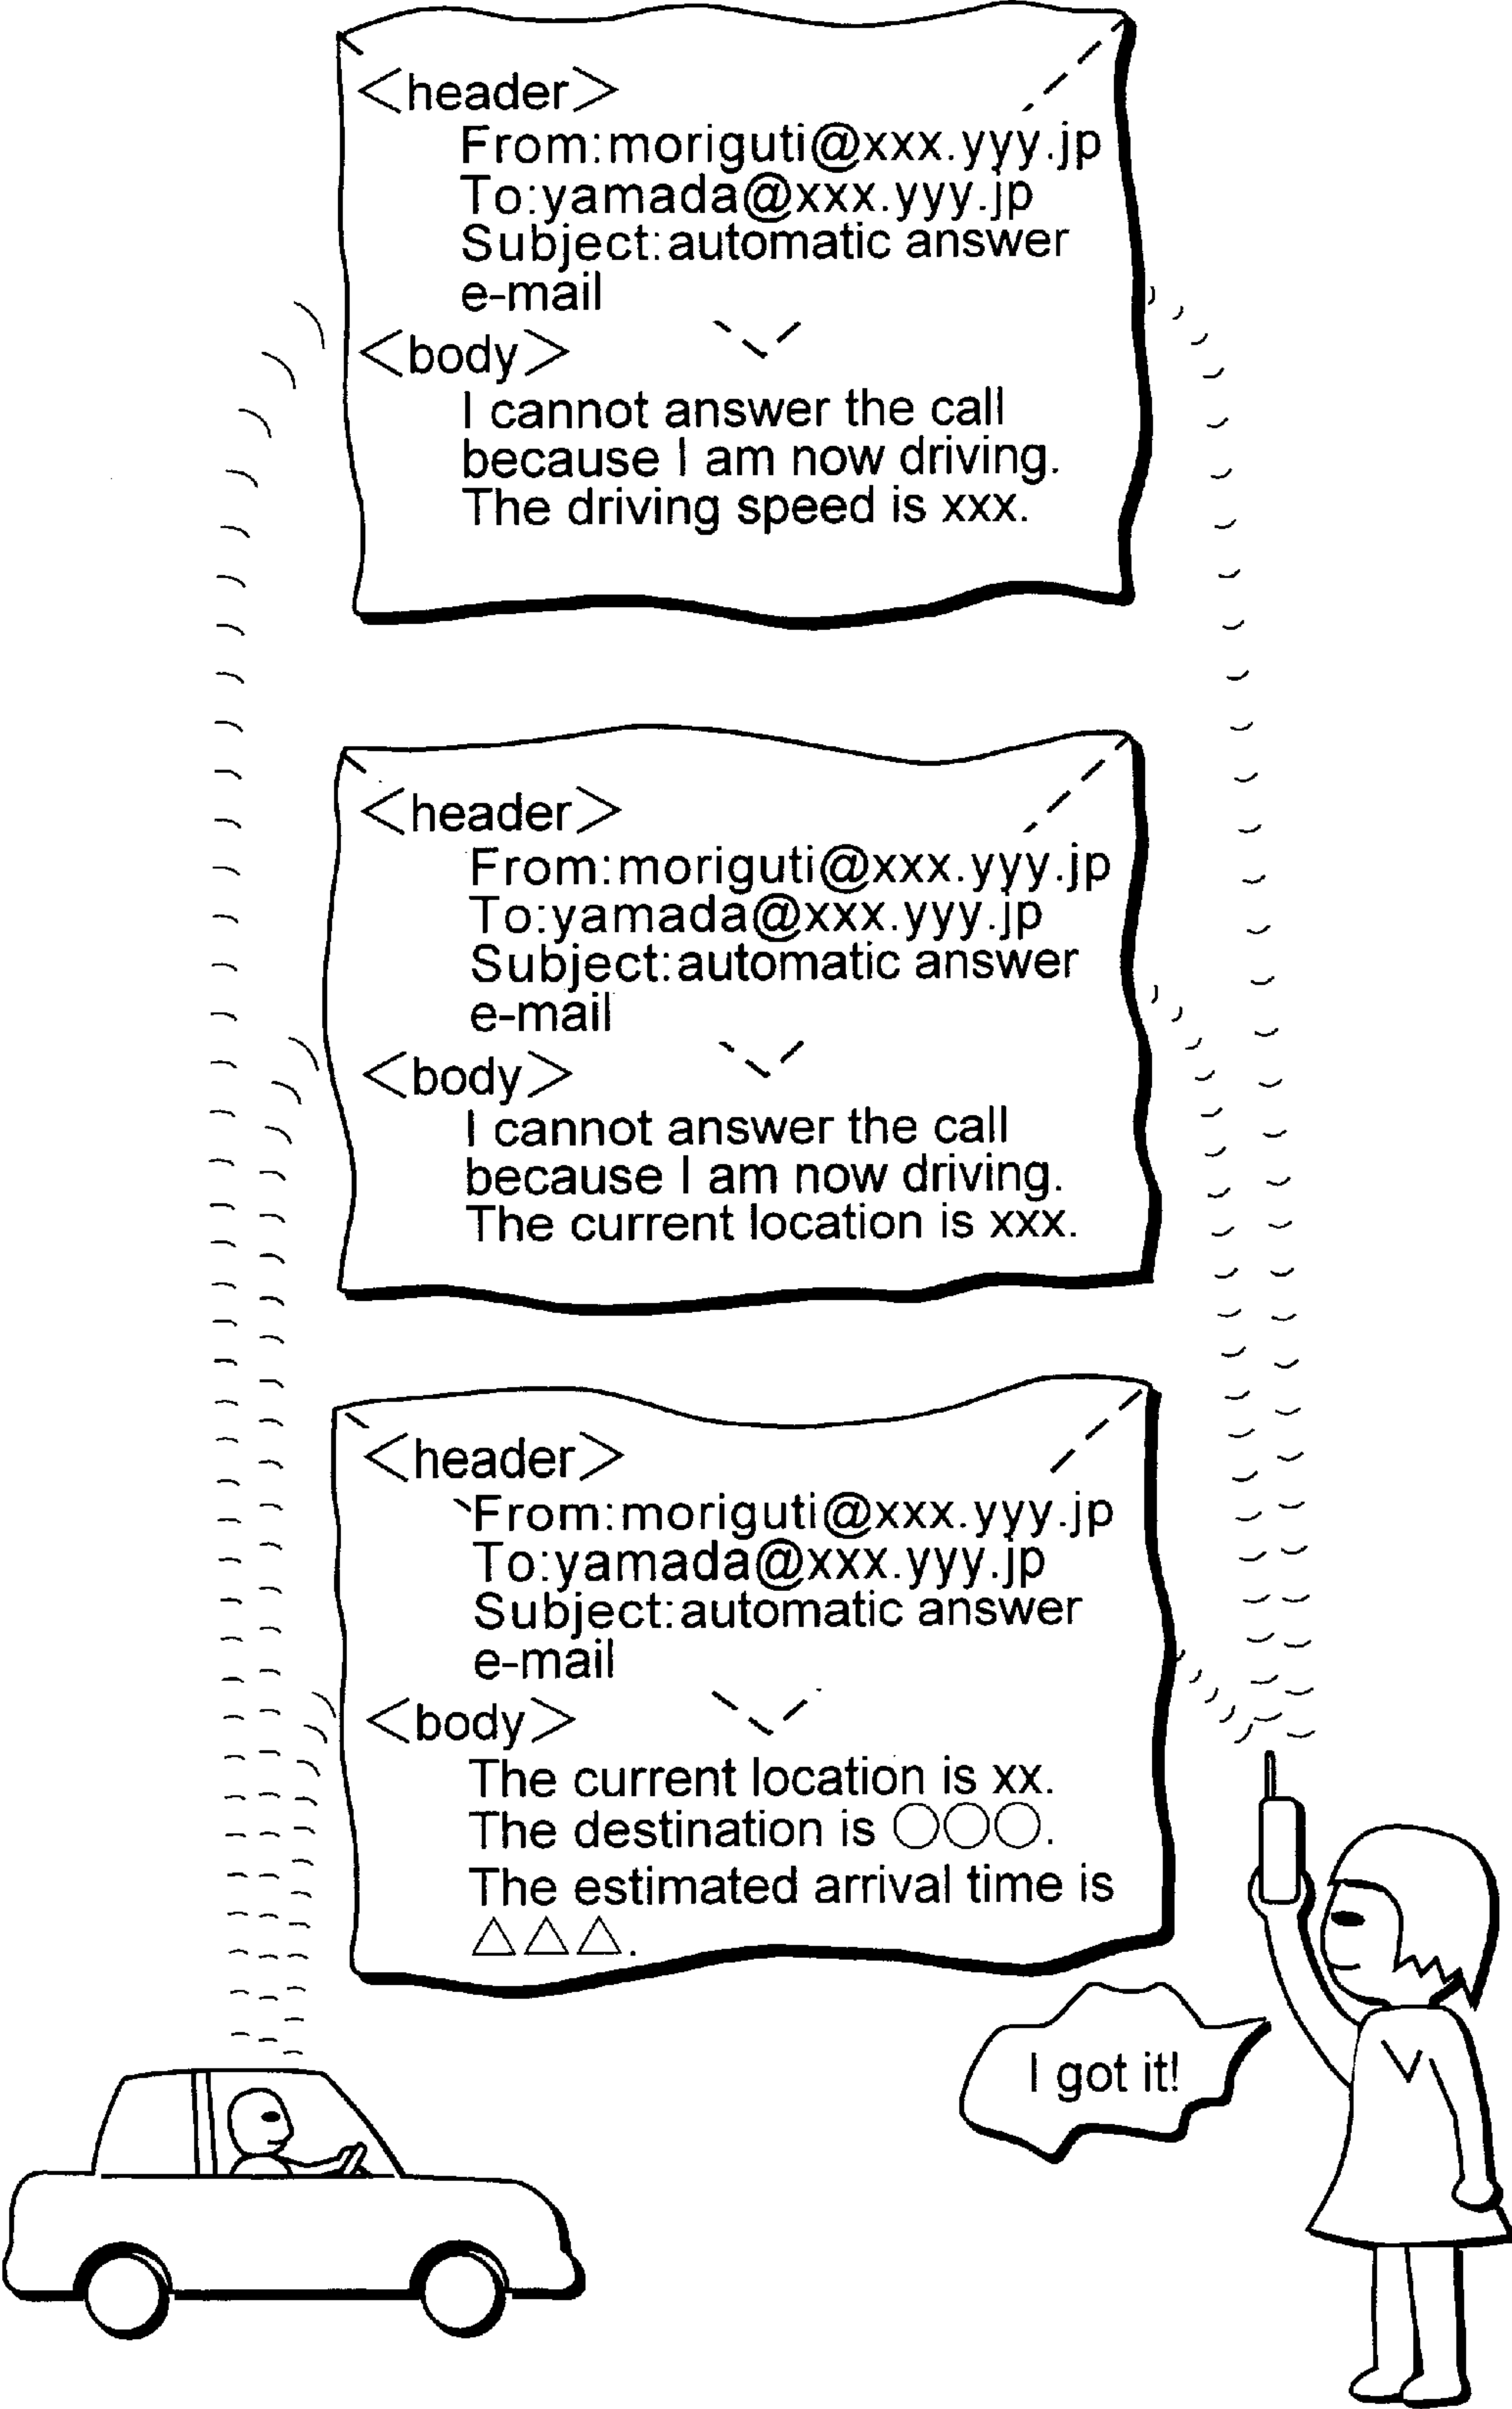 <header>
From:moriguti@xxx.yyy.jp
To:yamada@xxx.yyy.jp
Subject:automatic answer
e-mail
<body>
I cannot answer the call
because I am now driving.
The driving speed is xxx.
<header>
From:moriguti@xxx.yyy.jp
To:yamada@xxx.yyy.jp
Subject:automatic answer
e-mail
<body>
I cannot answer the call
because I am now driving.
The current location is xxx.
<header>
From:moriguti@xxx.yyy.jp
To:yamada@xxx.yyy.jp
Subject:automatic answer
e-mail
<body>
The current location is xx.
The destination is ○○○.
The estimated arrival time is
△△△.
I got it!